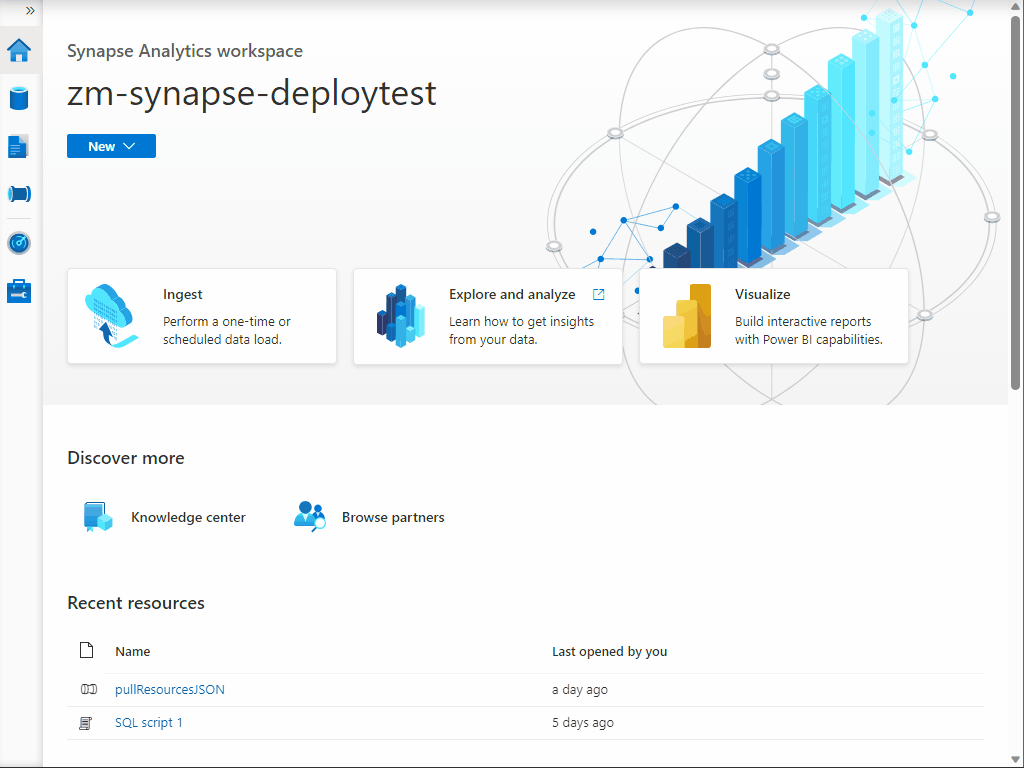 Synapse Analytics workspace
zm-synapse-deploytest
New
Ingest
Perform a one-time or
scheduled data load.
Explore and analyze
Learn how to get insights
from your data.
Visualize
Build interactive reports
with Power BI capabilities.
Discover more
Knowledge center
Browse partners
Recent resources
Name
Last opened by you
pullResourcesJSON
a day ago
SQL script 1
5 days ago